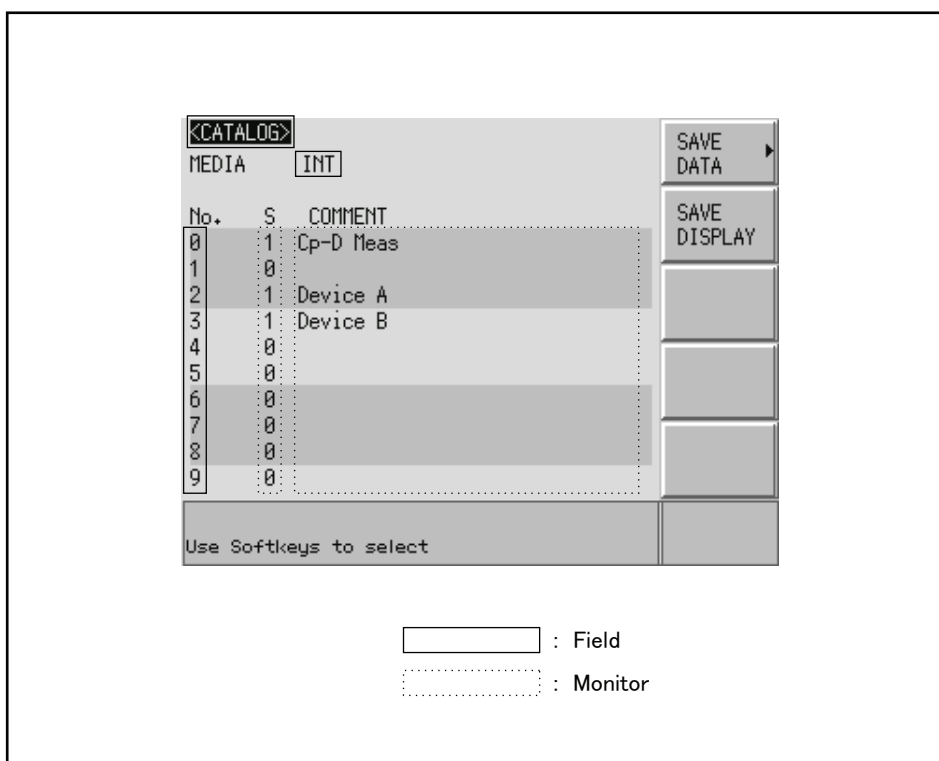 <CATALOG>
MEDIA INT
No. S COMMENT
0 1 Cp-D Meas
1 0
2 1 Device A
3 1 Device B
4 0
5 0
6 0
7 0
8 0
9 0
Use Softkeys to select
SAVE
DATA
SAVE
DISPLAY
: Field
: Monitor